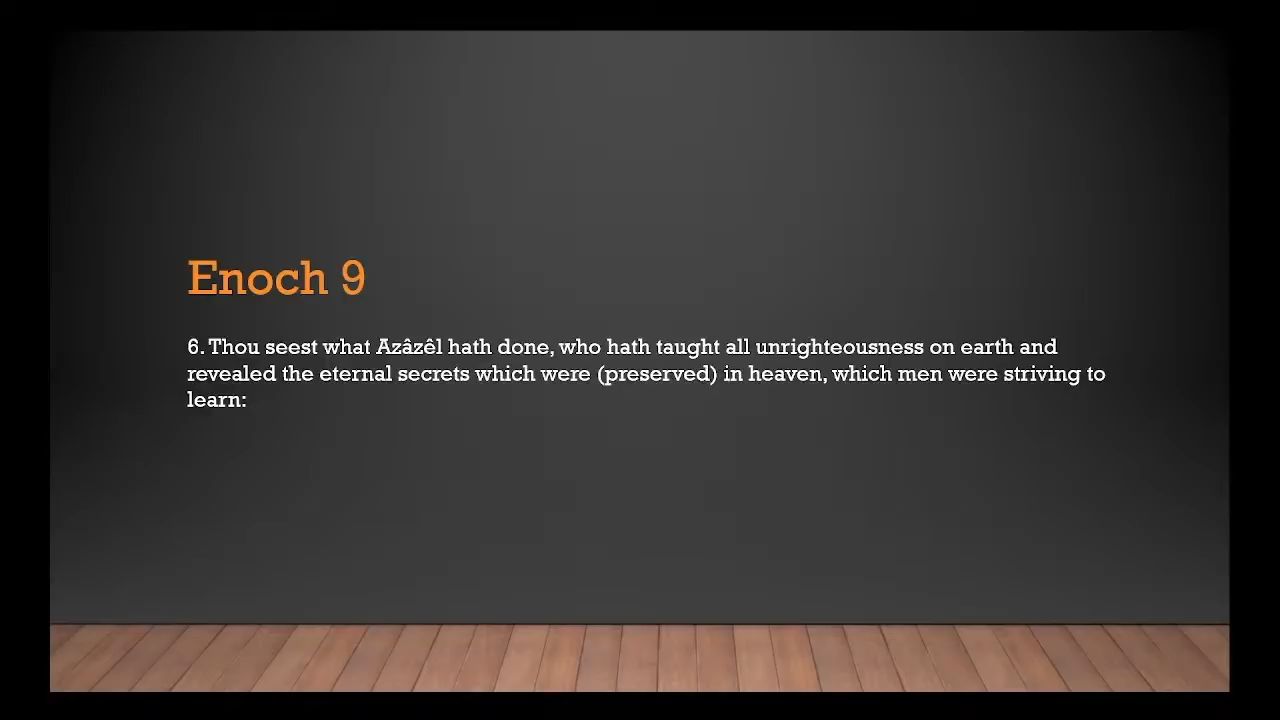 Enoch 9
6. Thou seest what Azâzêl hath done, who hath taught all unrighteousness on earth and
revealed the eternal secrets which were (preserved) in heaven, which men were striving to
learn: